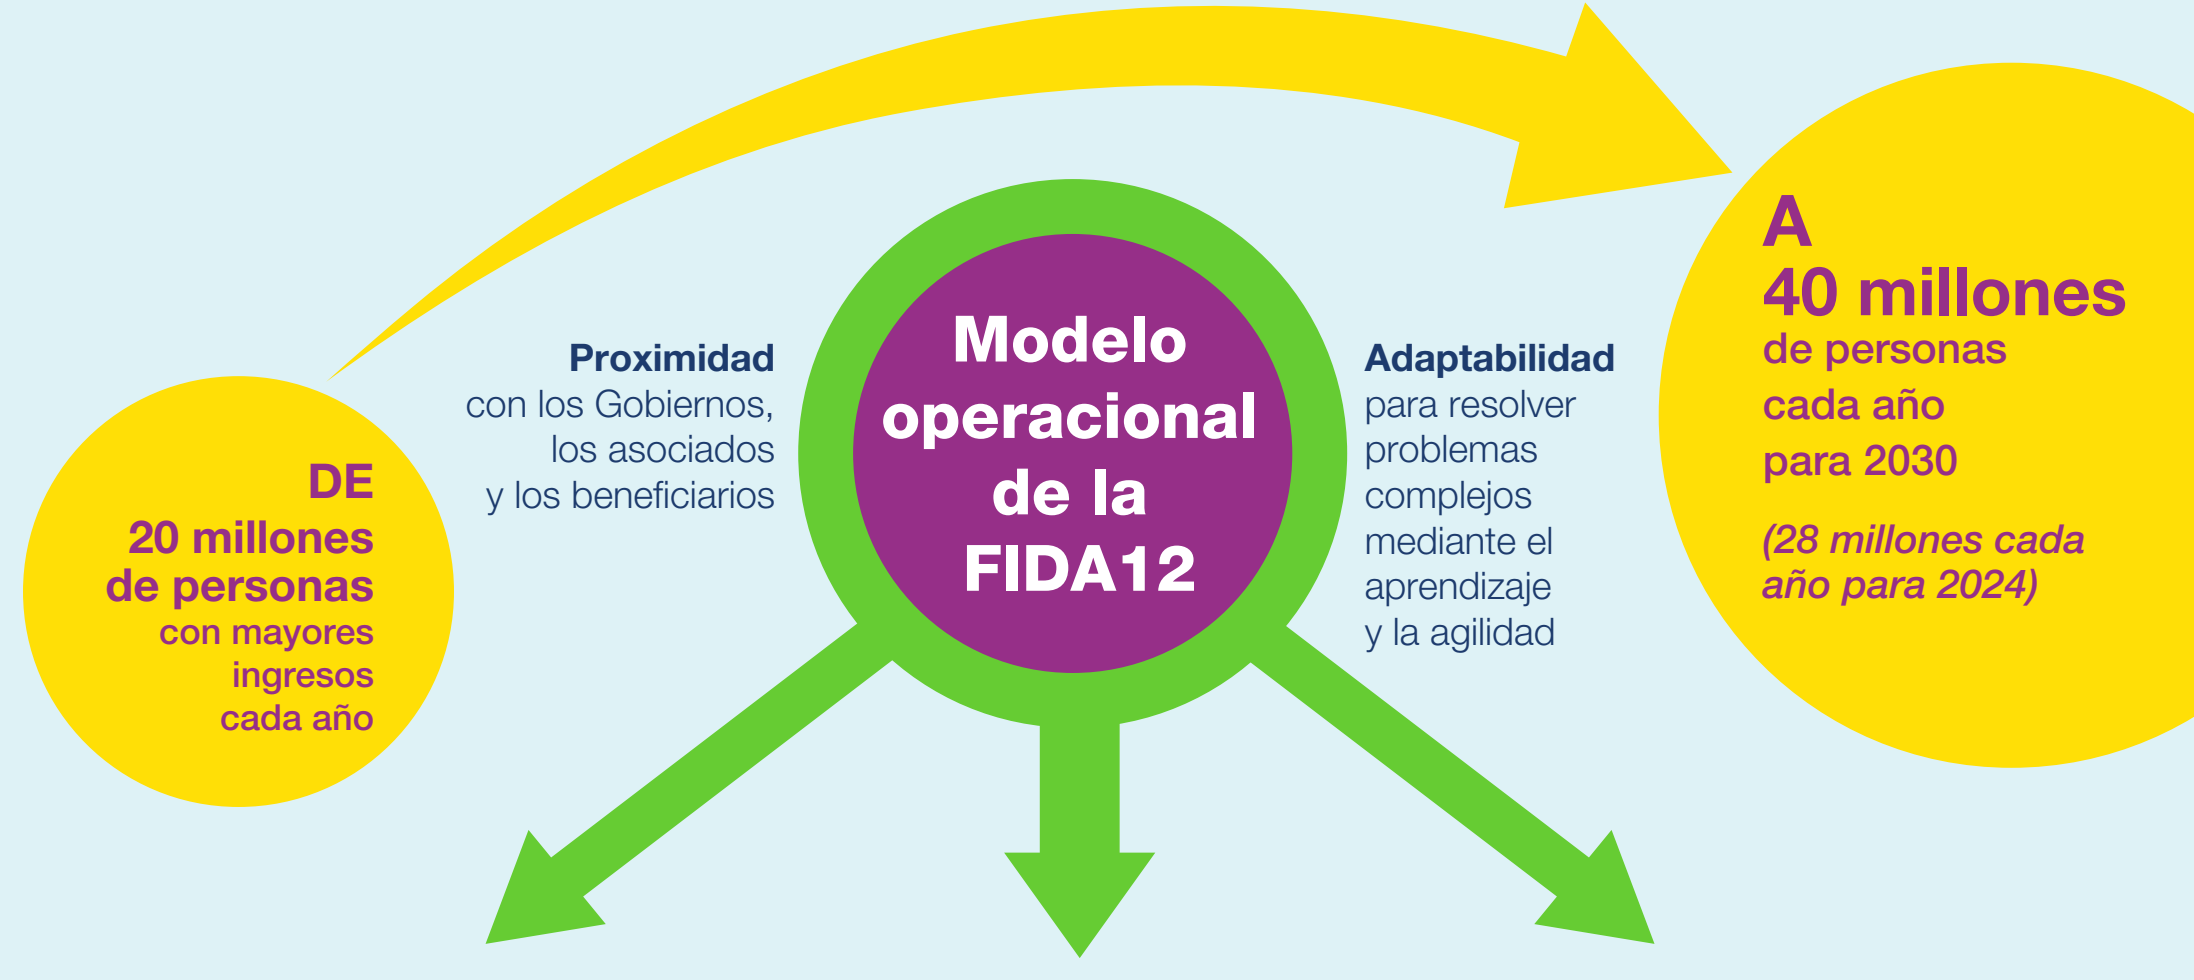 DE
20 millones
de personas
con mayores
ingresos
cada año
Proximidad
con los Gobiernos,
los asociados
y los beneficiarios
Modelo
operacional
de la
FIDA12
Adaptabilidad
para resolver
problemas
complejos
mediante el
aprendizaje
y la agilidad
A
40 millones
de personas
cada año
para 2030
(28 millones cada
año para 2024)